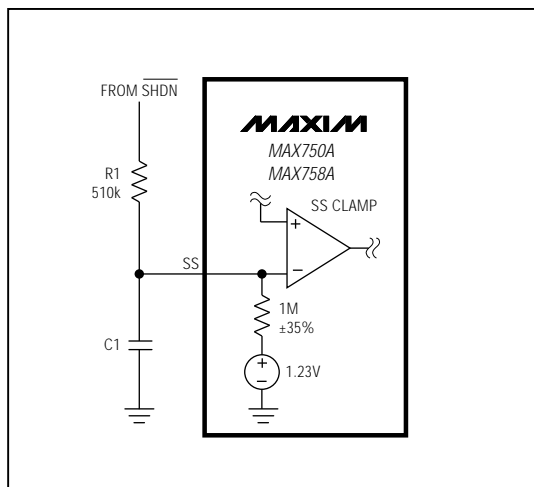 FROM SHDN
MAXIM
MAX750A
MAX758A
R1
510k
SS CLAMP
+
SS
−
1M
±35%
C1
+
−
1.23V